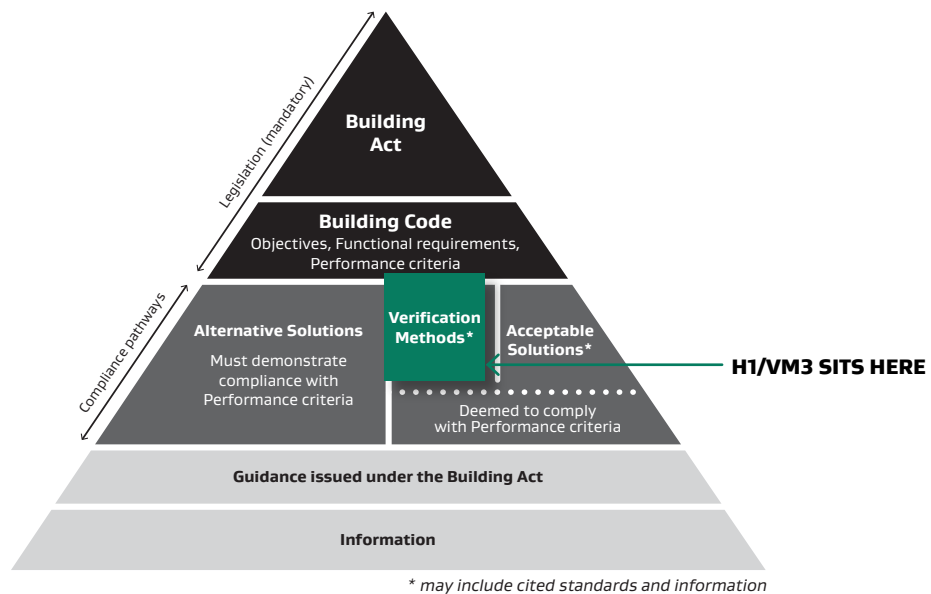 Legislation (mandatory)
Building
Act
Building Code
Objectives, Functional requirements,
Performance criteria
Compliance pathways
Alternative Solutions
Must demonstrate
compliance with
Performance criteria
Verification
Methods*
Acceptable
Solutions*
H1/VM3 SITS HERE
Deemed to comply
with Performance criteria
Guidance issued under the Building Act
Information
* may include cited standards and information